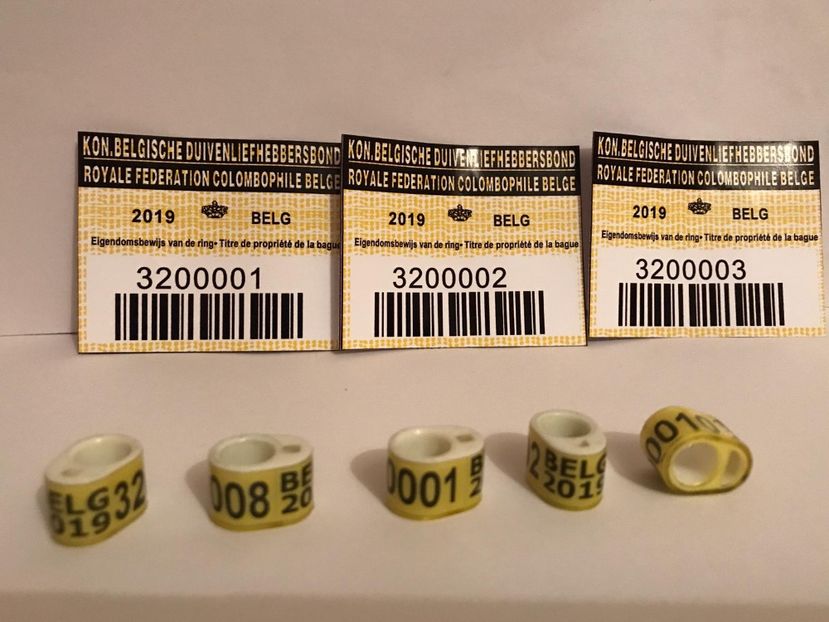 KON.BELGISCHE DUIVENLIEFHEBBERSBOND
ROYALE FEDERATION COLOMBOPHILE BELGE
2019 BELG
Eigendomsbewijs van de ring- Titre de propriété de la bague
3200001
KON.BELGISCHE DUIVENLIEFHEBBERSBOND
ROYALE FEDERATION COLOMBOPHILE BELGE
2019 BELG
Eigendomsbewijs van de ring- Titre de propriété de la bague
3200002
KON.BELGISCHE DUIVENLIEFHEBBERSBOND
ROYALE FEDERATION COLOMBOPHILE BELGE
2019 BELG
Eigendomsbewijs van de ring- Titre de propriété de la bague
3200003
ELG 32
2019
008 BE
20
0001
2 BELG
2019
001